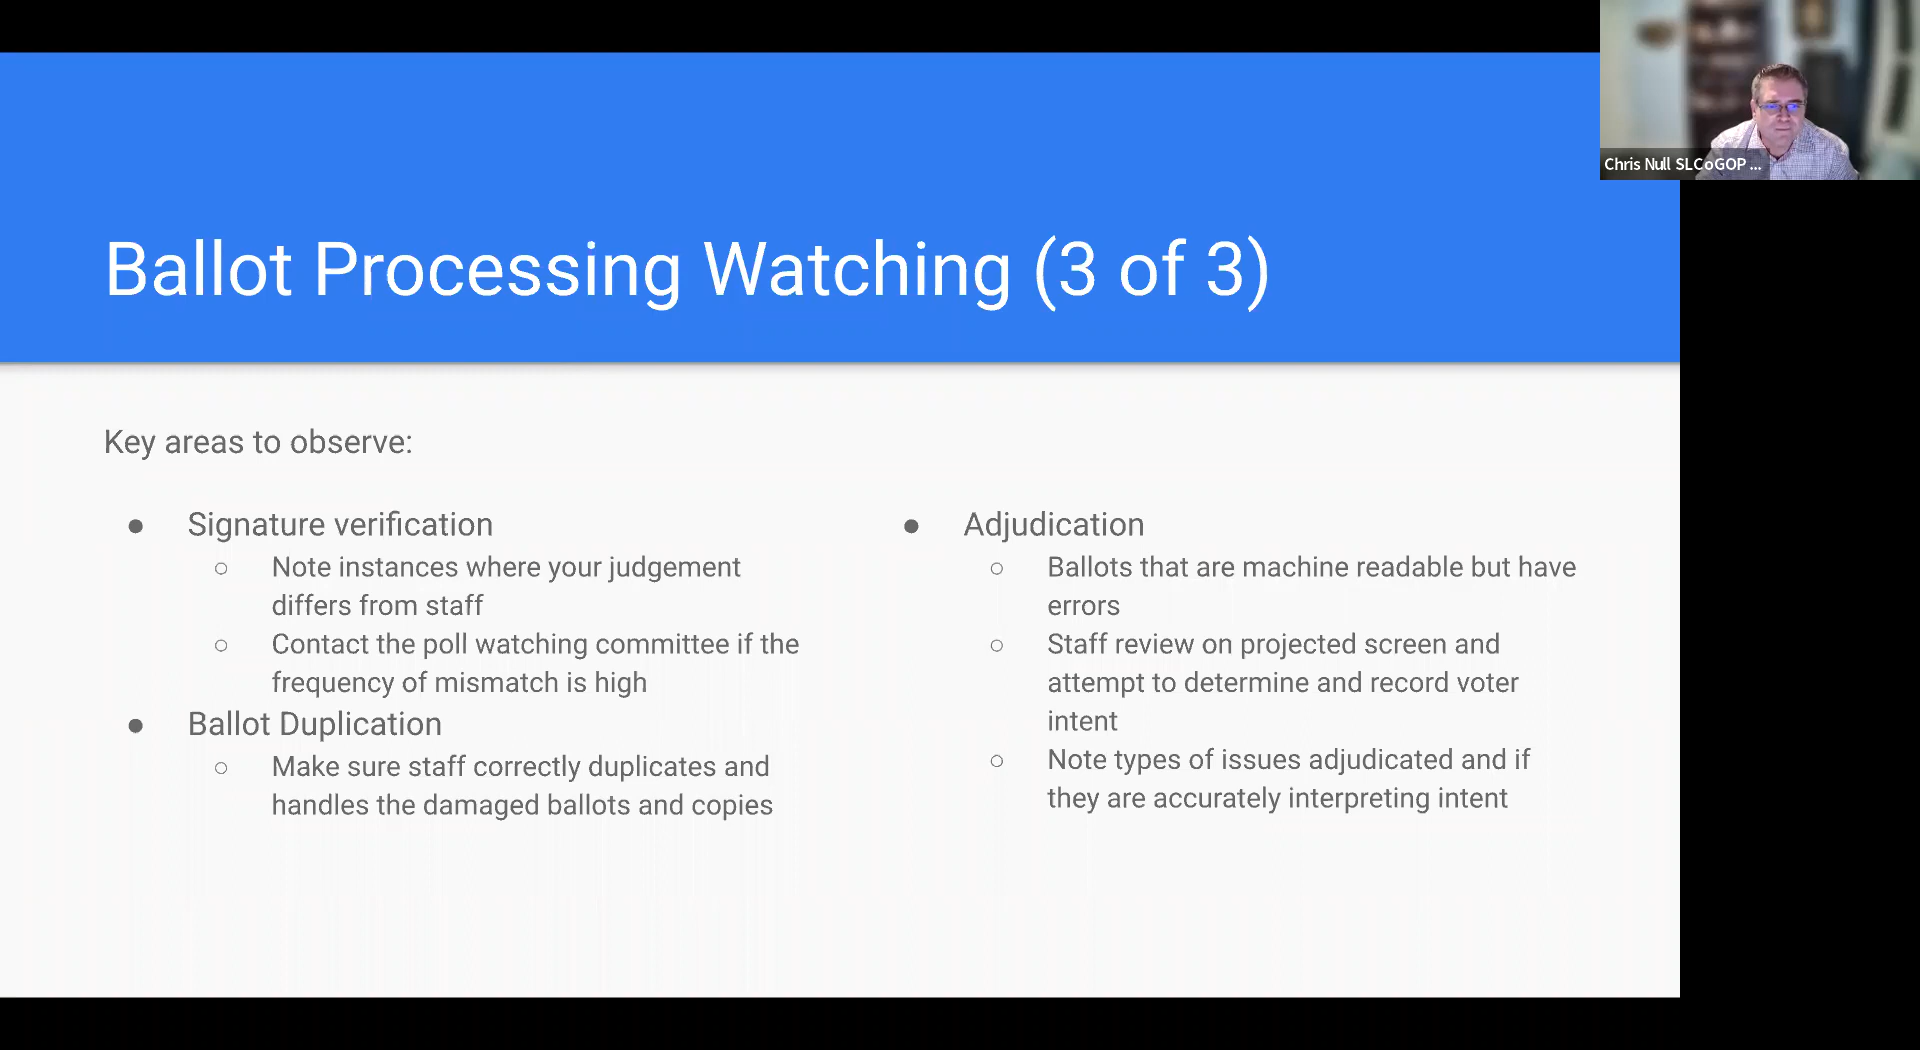 Chris Null SLCoGOP ...
Ballot Processing Watching (3 of 3)
Key areas to observe:
● Signature verification
○ Note instances where your judgement
differs from staff
○ Contact the poll watching committee if the
frequency of mismatch is high
● Ballot Duplication
○ Make sure staff correctly duplicates and
handles the damaged ballots and copies
● Adjudication
○ Ballots that are machine readable but have
errors
○ Staff review on projected screen and
attempt to determine and record voter
intent
○ Note types of issues adjudicated and if
they are accurately interpreting intent